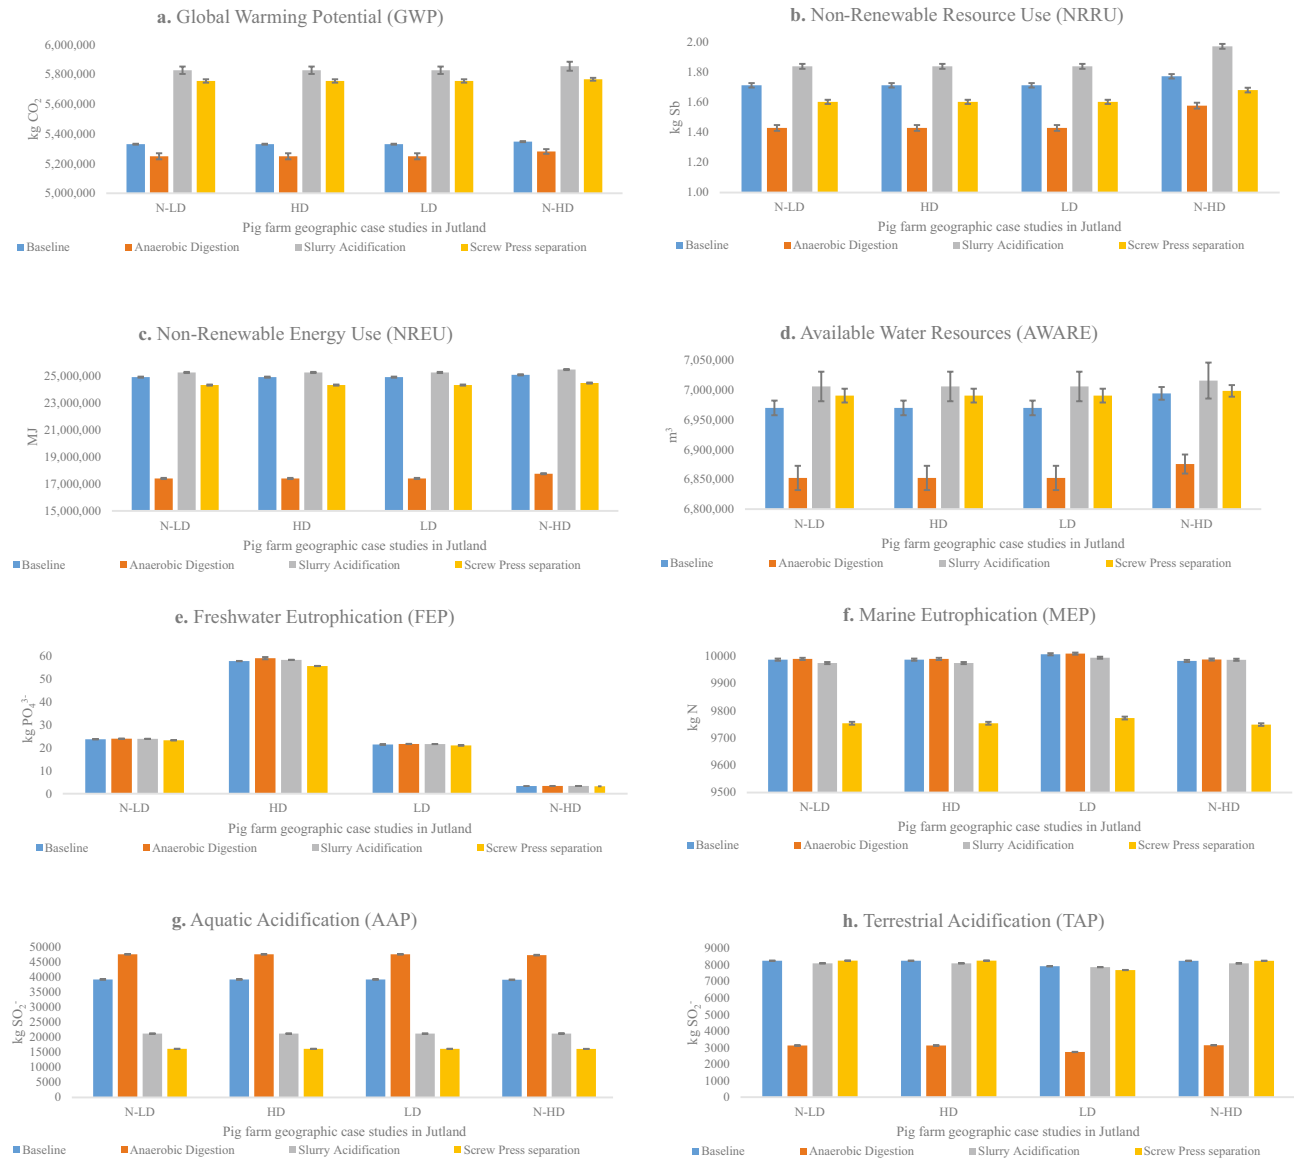 a. Global Warming Potential (GWP)
6,000,000
5,800,000
5,600,000
5,400,000
5,200,000
5,000,000
kg CO2
N-LD HD LD N-HD
Pig farm geographic case studies in Jutland
Baseline Anaerobic Digestion Slurry Acidification Screw Press separation
b. Non-Renewable Resource Use (NRRU)
2.00
1.80
1.60
1.40
1.20
1.00
kg Sb
N-LD HD LD N-HD
Pig farm geographic case studies in Jutland
Baseline Anaerobic Digestion Slurry Acidification Screw Press separation
c. Non-Renewable Energy Use (NREU)
25,000,000
23,000,000
21,000,000
19,000,000
17,000,000
15,000,000
MJ
N-LD HD LD N-HD
Pig farm geographic case studies in Jutland
Baseline Anaerobic Digestion Slurry Acidification Screw Press separation
d. Available Water Resources (AWARE)
7,050,000
7,000,000
6,950,000
6,900,000
6,850,000
6,800,000
m³
N-LD HD LD N-HD
Pig farm geographic case studies in Jutland
Baseline Anaerobic Digestion Slurry Acidification Screw Press separation
e. Freshwater Eutrophication (FEP)
60
50
40
30
20
10
0
kg PO₄³⁻
N-LD HD LD N-HD
Pig farm geographic case studies in Jutland
Baseline Anaerobic Digestion Slurry Acidification Screw Press separation
f. Marine Eutrophication (MEP)
10000
9900
9800
9700
9600
9500
kg N
N-LD HD LD N-HD
Pig farm geographic case studies in Jutland
Baseline Anaerobic Digestion Slurry Acidification Screw Press separation
g. Aquatic Acidification (AAP)
50000
45000
40000
35000
30000
25000
20000
15000
10000
5000
0
kg SO₂⁻
N-LD HD LD N-HD
Pig farm geographic case studies in Jutland
Baseline Anaerobic Digestion Slurry Acidification Screw Press separation
h. Terrestrial Acidification (TAP)
9000
8000
7000
6000
5000
4000
3000
2000
1000
0
kg SO₂⁻
N-LD HD LD N-HD
Pig farm geographic case studies in Jutland
Baseline Anaerobic Digestion Slurry Acidification Screw Press separation